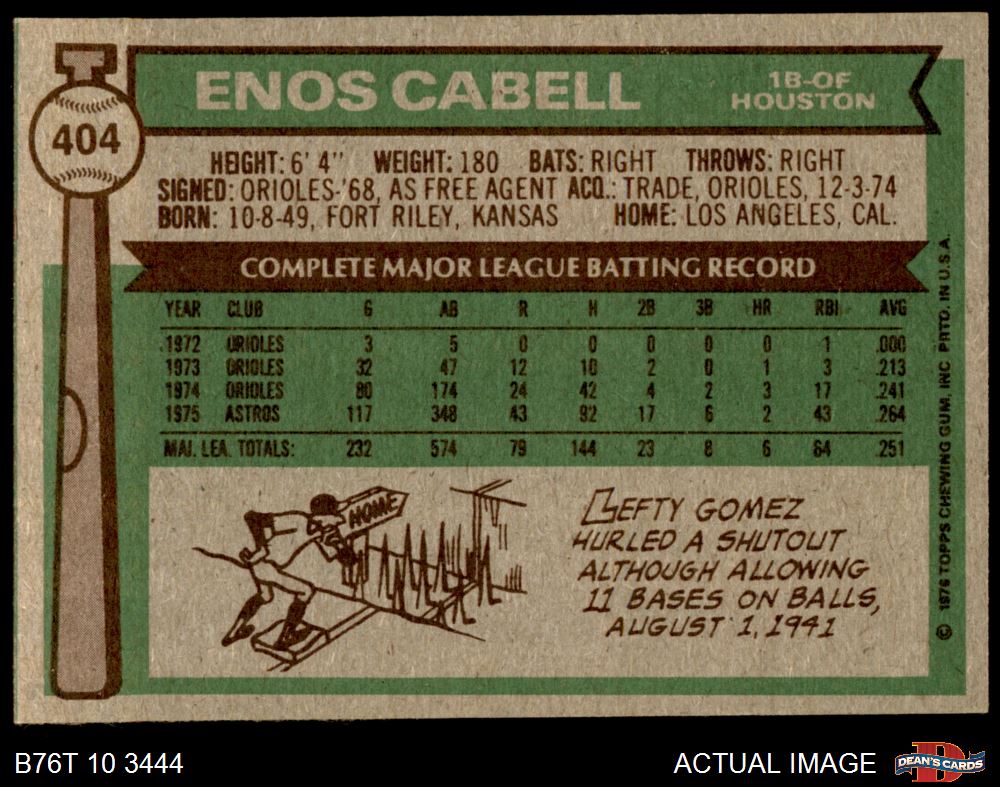 ENOS CABELL
1B-OF
HOUSTON
404
HEIGHT: 6' 4" WEIGHT: 180 BATS: RIGHT THROWS: RIGHT
SIGNED: ORIOLES-'68, AS FREE AGENT ACQ.: TRADE, ORIOLES, 12-3-74
BORN: 10-8-49, FORT RILEY, KANSAS HOME: LOS ANGELES, CAL.
COMPLETE MAJOR LEAGUE BATTING RECORD
YEAR CLUB G AB R H 2B 3B HR RBI AVG
1972 ORIOLES 3 5 0 0 0 0 0 1 .000
1973 ORIOLES 32 47 12 10 2 0 1 3 .213
1974 ORIOLES 80 174 24 42 4 2 3 17 .241
1975 ASTROS 117 348 43 92 17 6 2 43 .264
MAJ. LEA. TOTALS: 232 574 79 144 23 8 6 64 .251
HOME
LEFTY GOMEZ
HURLED A SHUTOUT
ALTHOUGH ALLOWING
11 BASES ON BALLS,
AUGUST 1, 1941
© 1976 TOPPS CHEWING GUM, INC. PRTD. IN U.S.A.
B76T 10 3444
ACTUAL IMAGE
D
DEAN'S CARDS